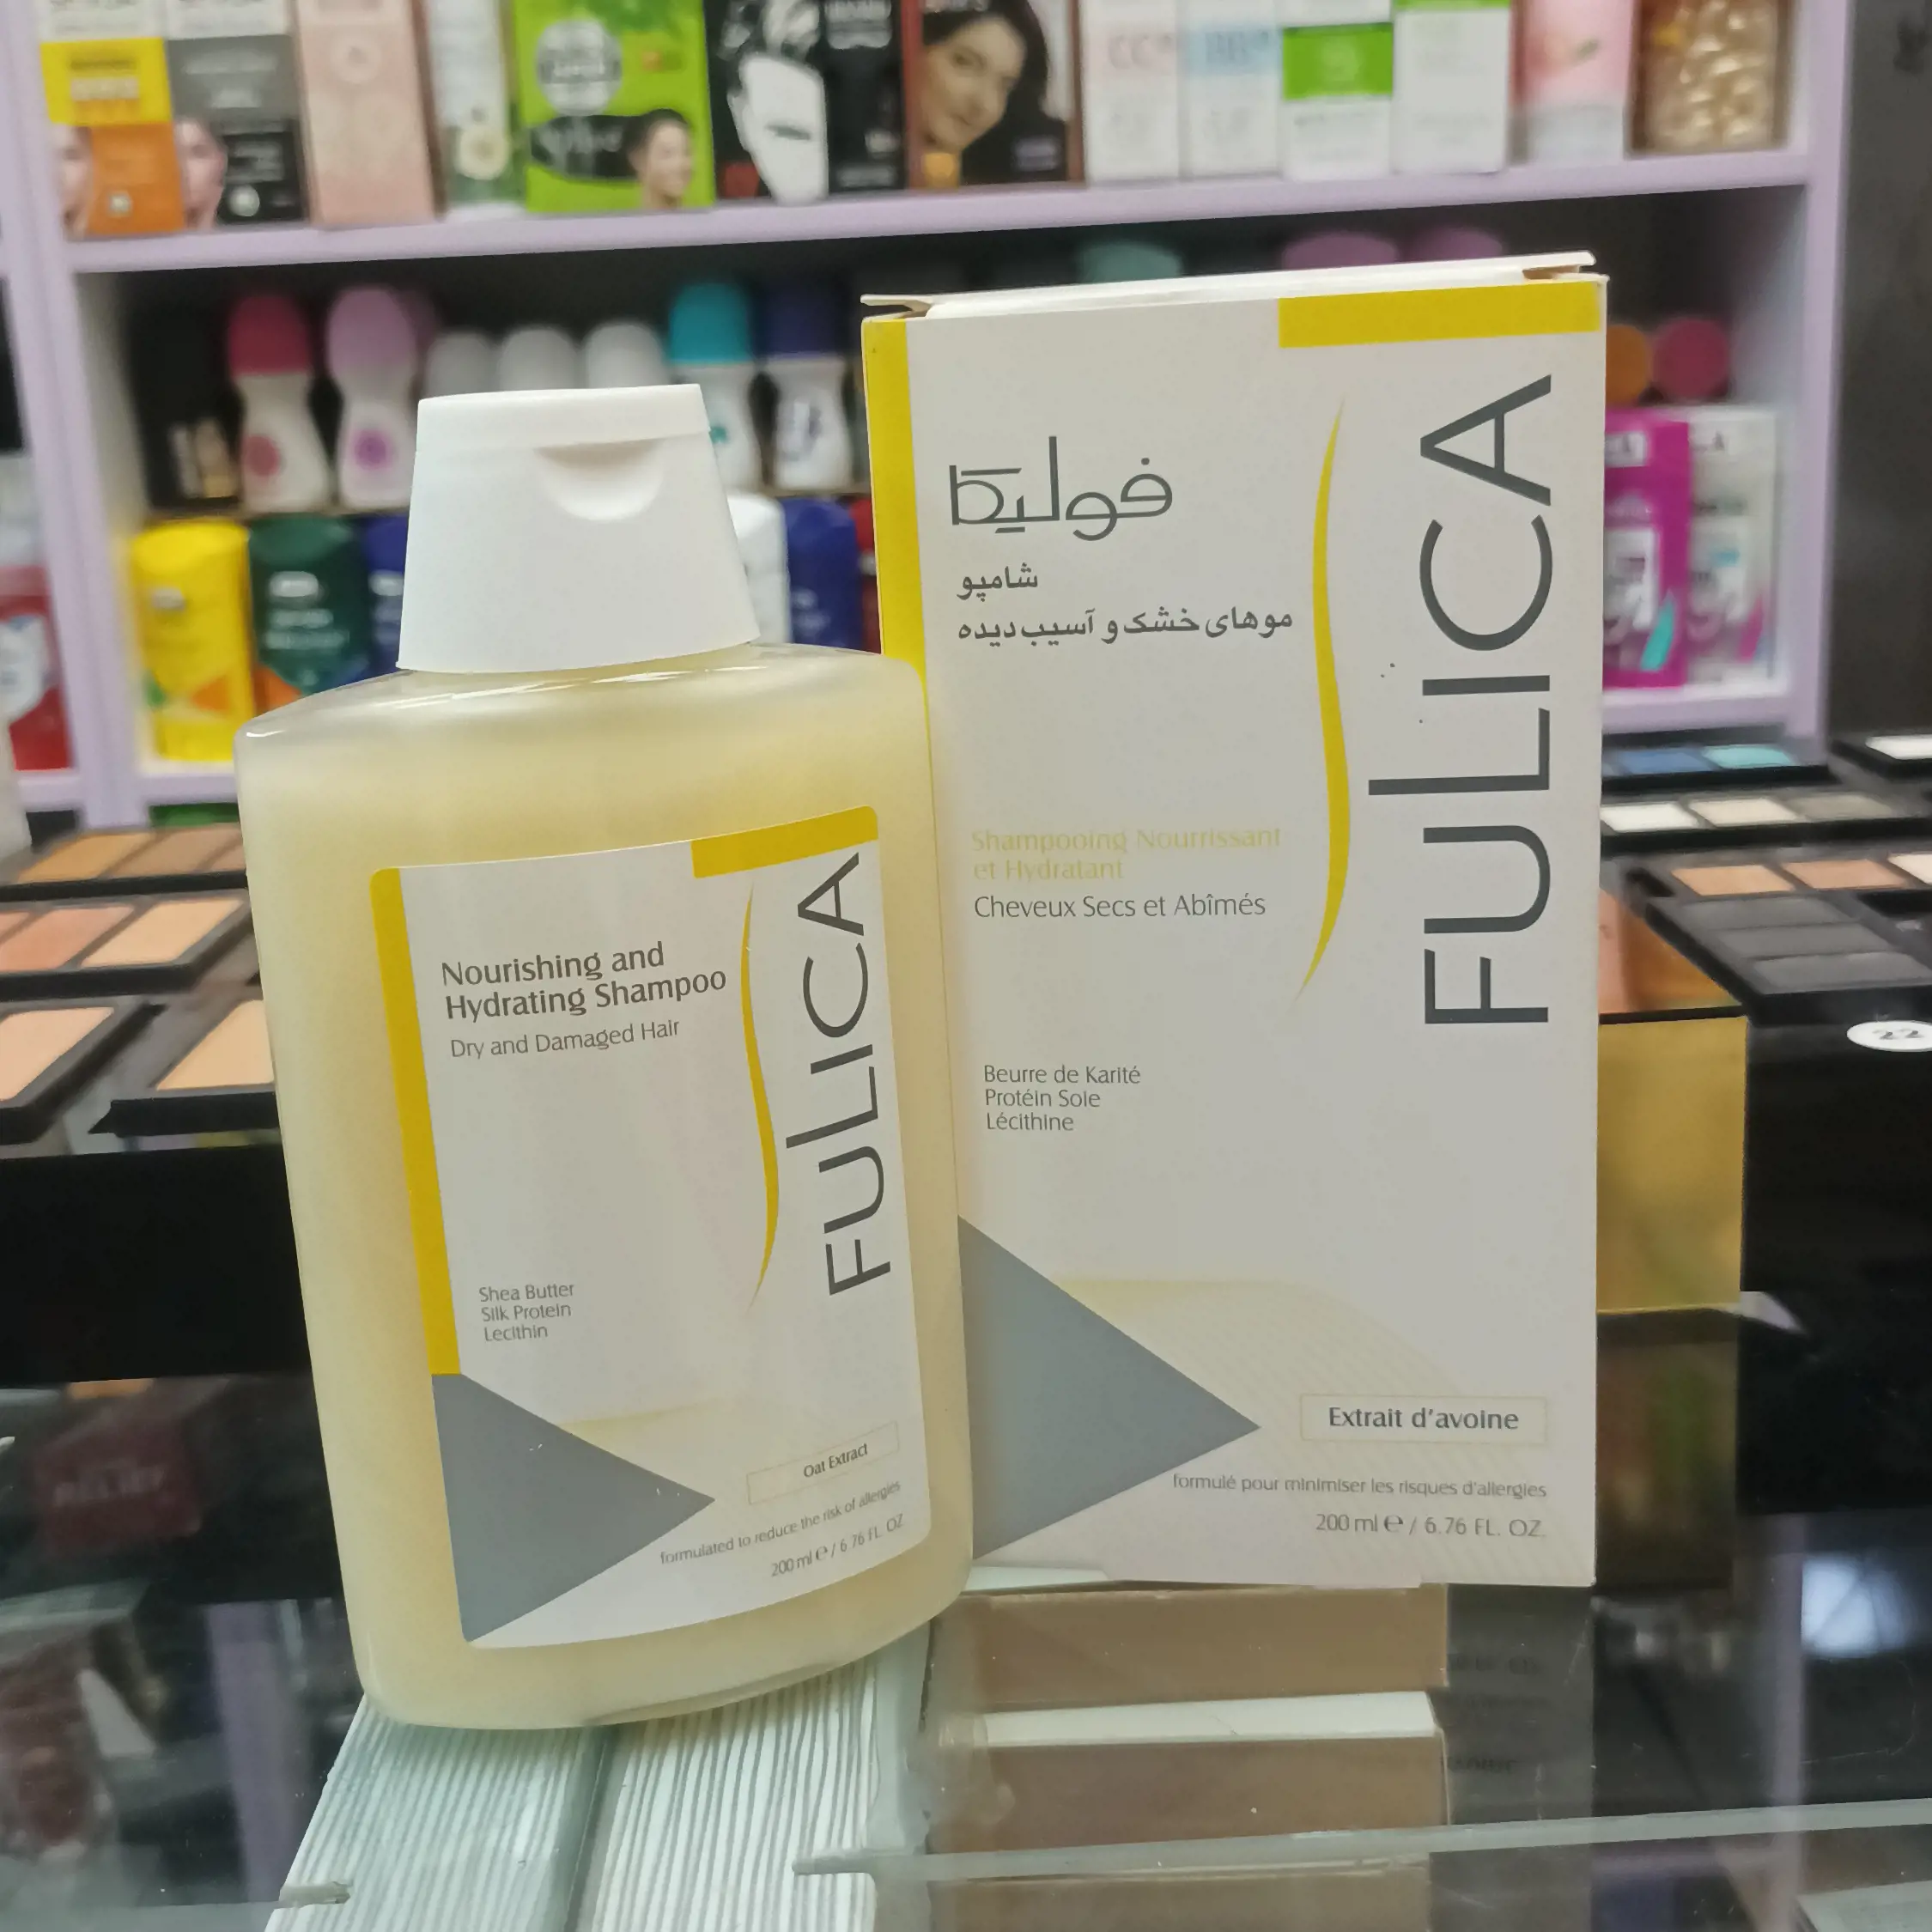 Nourishing and
Hydrating Shampoo
Dry and Damaged Hair
FULICA
Shea Butter
Silk Protein
Lecithin
Oat Extract
formulated to reduce the risk of allergies
200 ml e / 6.76 FL. OZ
فولیکا
شامپو
موهای خشک و آسیب‌دیده
FULICA
Shampooing Nourrissant
et Hydratant
Cheveux Secs et Abîmés
Beurre de Karité
Protéin Soie
Lécithine
Extrait d'avoine
formulé pour minimiser les risques d'allergies
200 ml e / 6.76 FL. OZ.
22